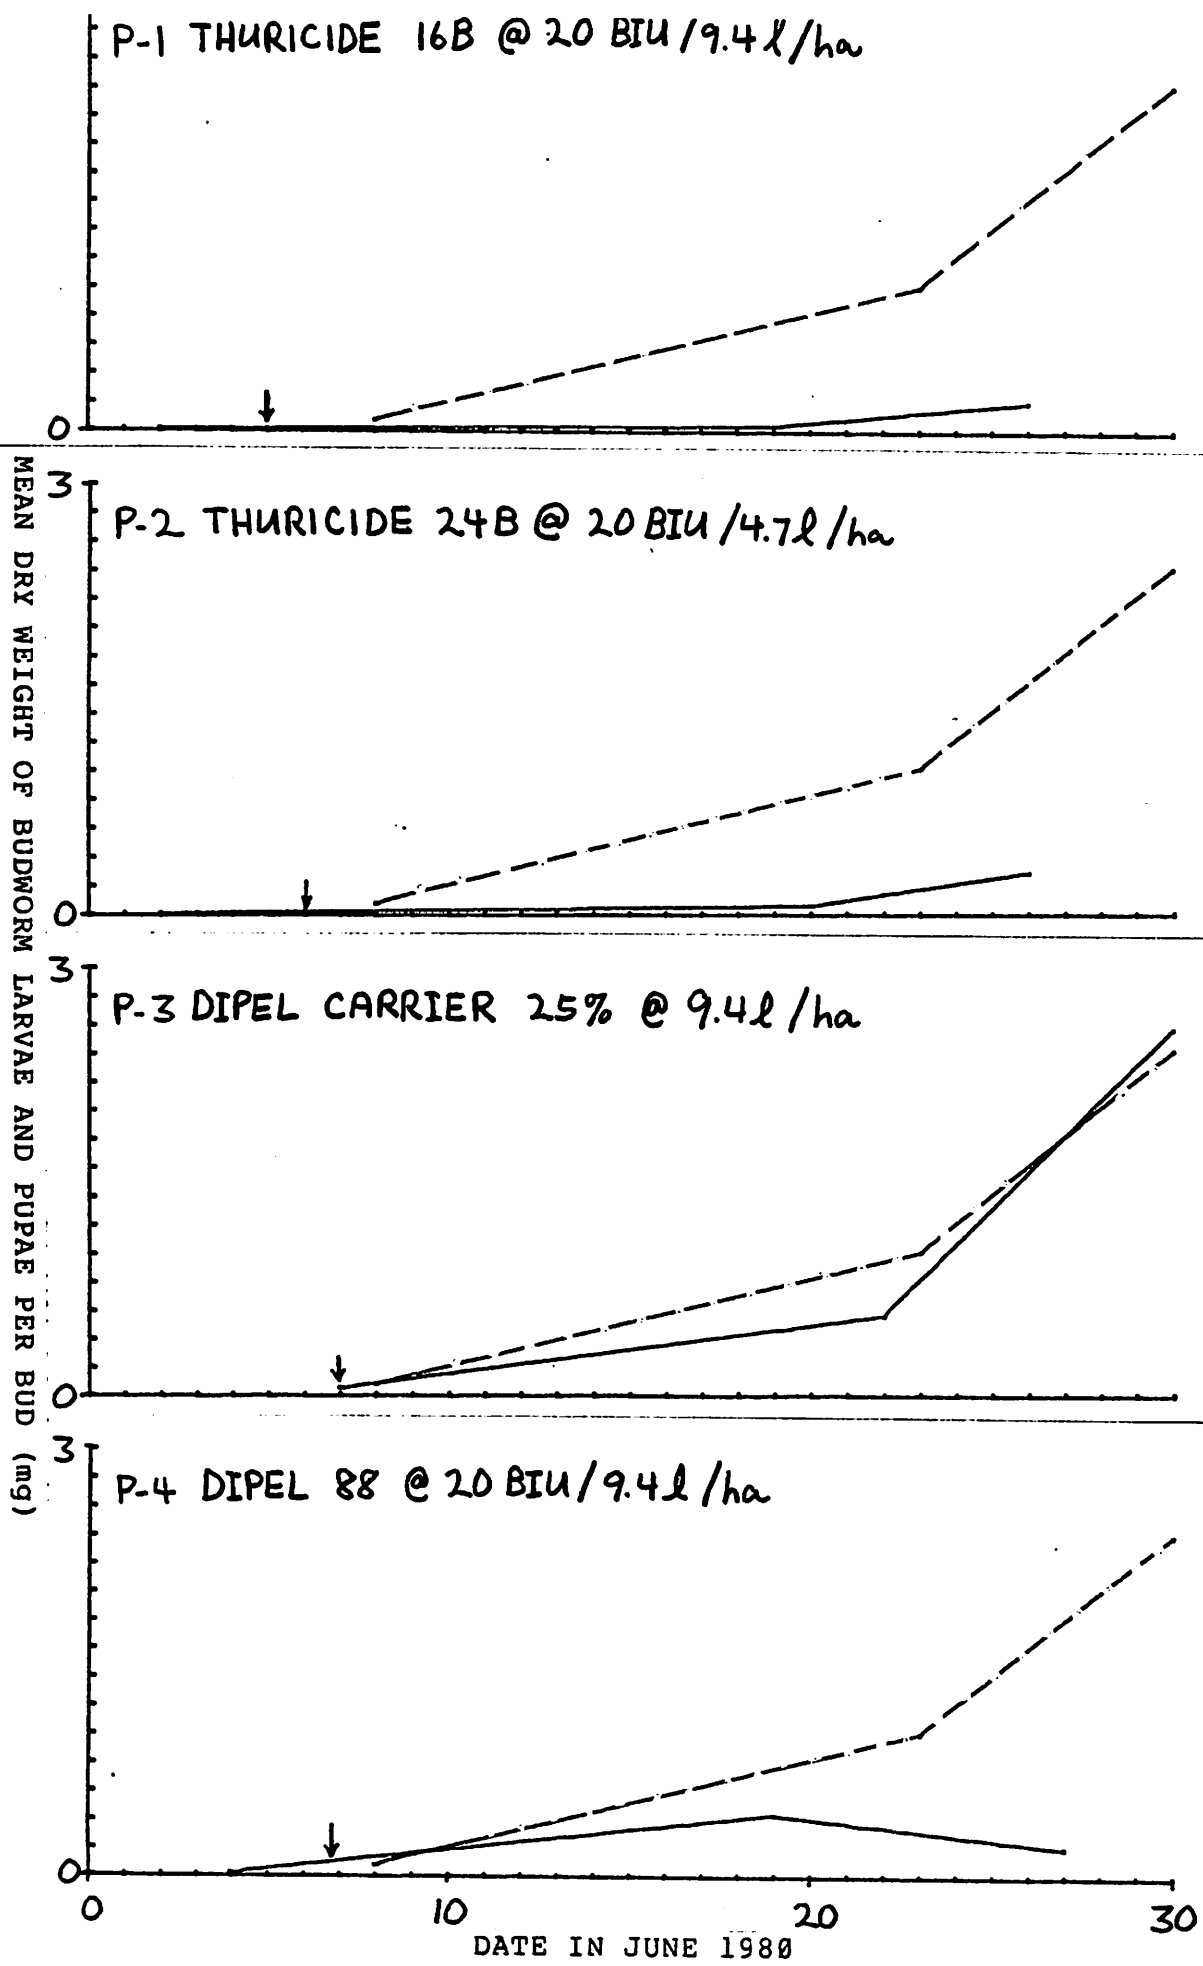 P-1 THURICIDE 16B @ 20 BIU/9.4ℓ/ha
0
MEAN DRY WEIGHT OF BUDWORM LARVAE AND PUPAE PER BUD (mg)
3
P-2 THURICIDE 24B @ 20 BIU/4.7ℓ/ha
0
3
P-3 DIPEL CARRIER 25% @ 9.4ℓ/ha
0
3
P-4 DIPEL 88 @ 20 BIU/9.4ℓ/ha
0
0 10 20 30
DATE IN JUNE 1980